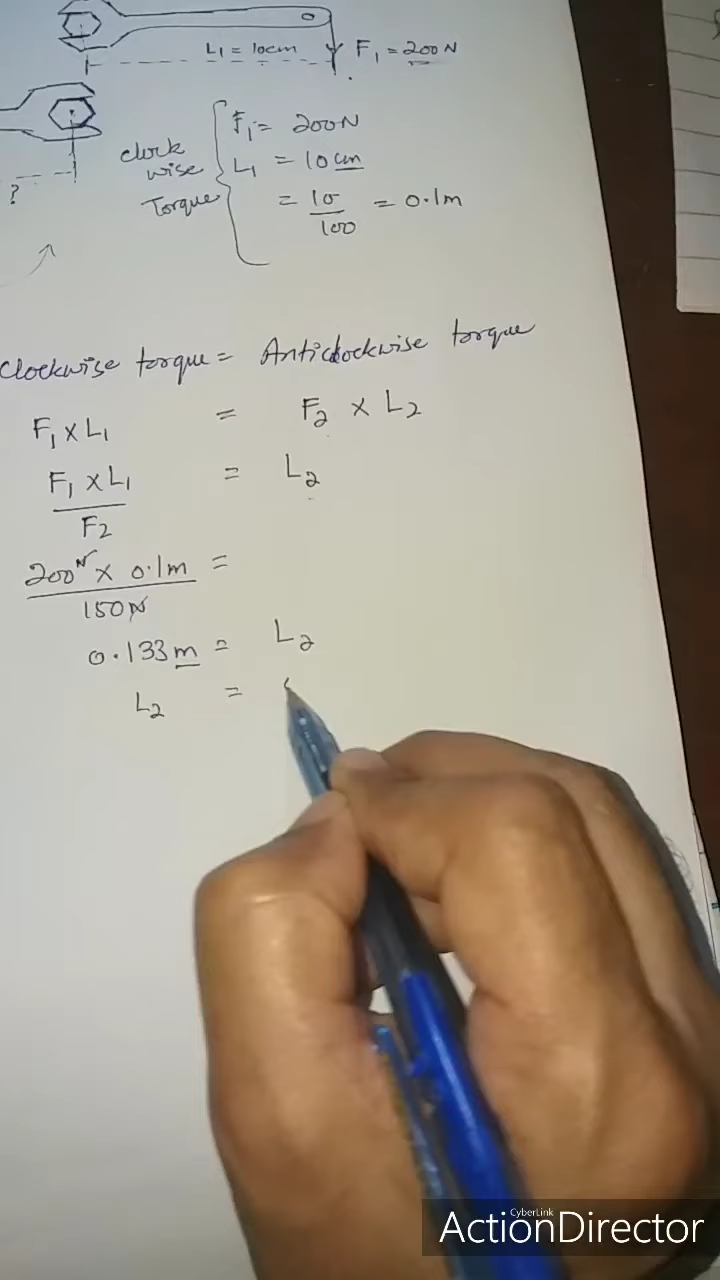 L₁ = 10cm F₁ = 200N
?
clock wise Torque
F₁ = 200N
L₁ = 10cm
= 10/100 = 0.1m
Clockwise torque = Anticlockwise torque
F₁ x L₁ = F₂ x L₂
F₁ x L₁ / F₂ = L₂
200N x 0.1m / 150N =
0.133m = L₂
L₂ =
CyberLink
ActionDirector